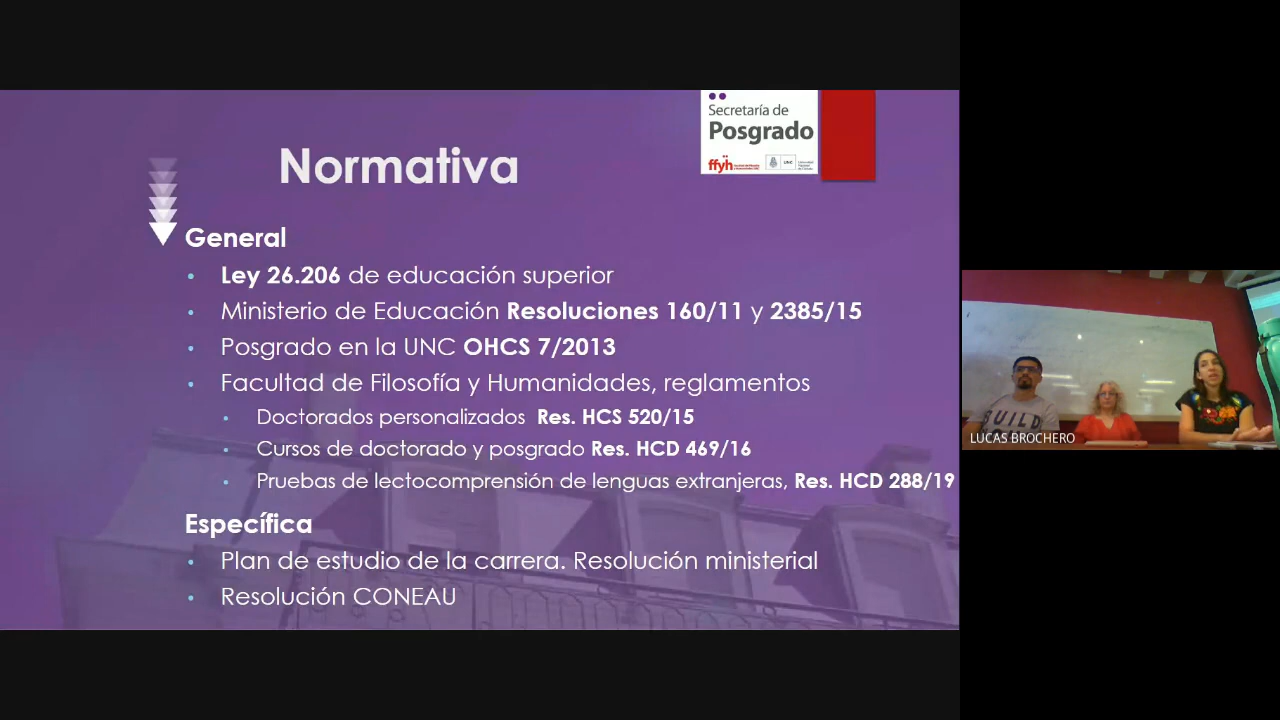 Secretaría de
Posgrado
ffyh
UNC
Normativa
General
• Ley 26.206 de educación superior
• Ministerio de Educación Resoluciones 160/11 y 2385/15
• Posgrado en la UNC OHCS 7/2013
• Facultad de Filosofía y Humanidades, reglamentos
• Doctorados personalizados Res. HCS 520/15
• Cursos de doctorado y posgrado Res. HCD 469/16
• Pruebas de lectocomprensión de lenguas extranjeras, Res. HCD 288/19
Específica
• Plan de estudio de la carrera. Resolución ministerial
• Resolución CONEAU
BUILD
LUCAS BROCHERO